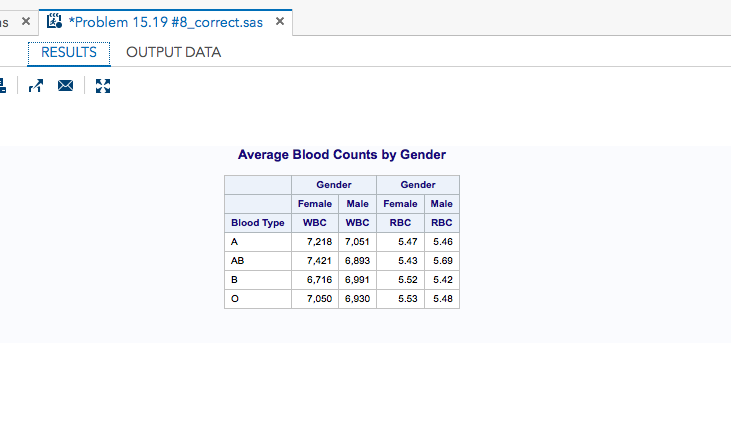 s × *Problem 15.19 #8_correct.sas ×
RESULTS OUTPUT DATA
Average Blood Counts by Gender
Gender Gender
Female Male Female Male
Blood Type WBC WBC RBC RBC
A 7,218 7,051 5.47 5.46
AB 7,421 6,893 5.43 5.69
B 6,716 6,991 5.52 5.42
O 7,050 6,930 5.53 5.48